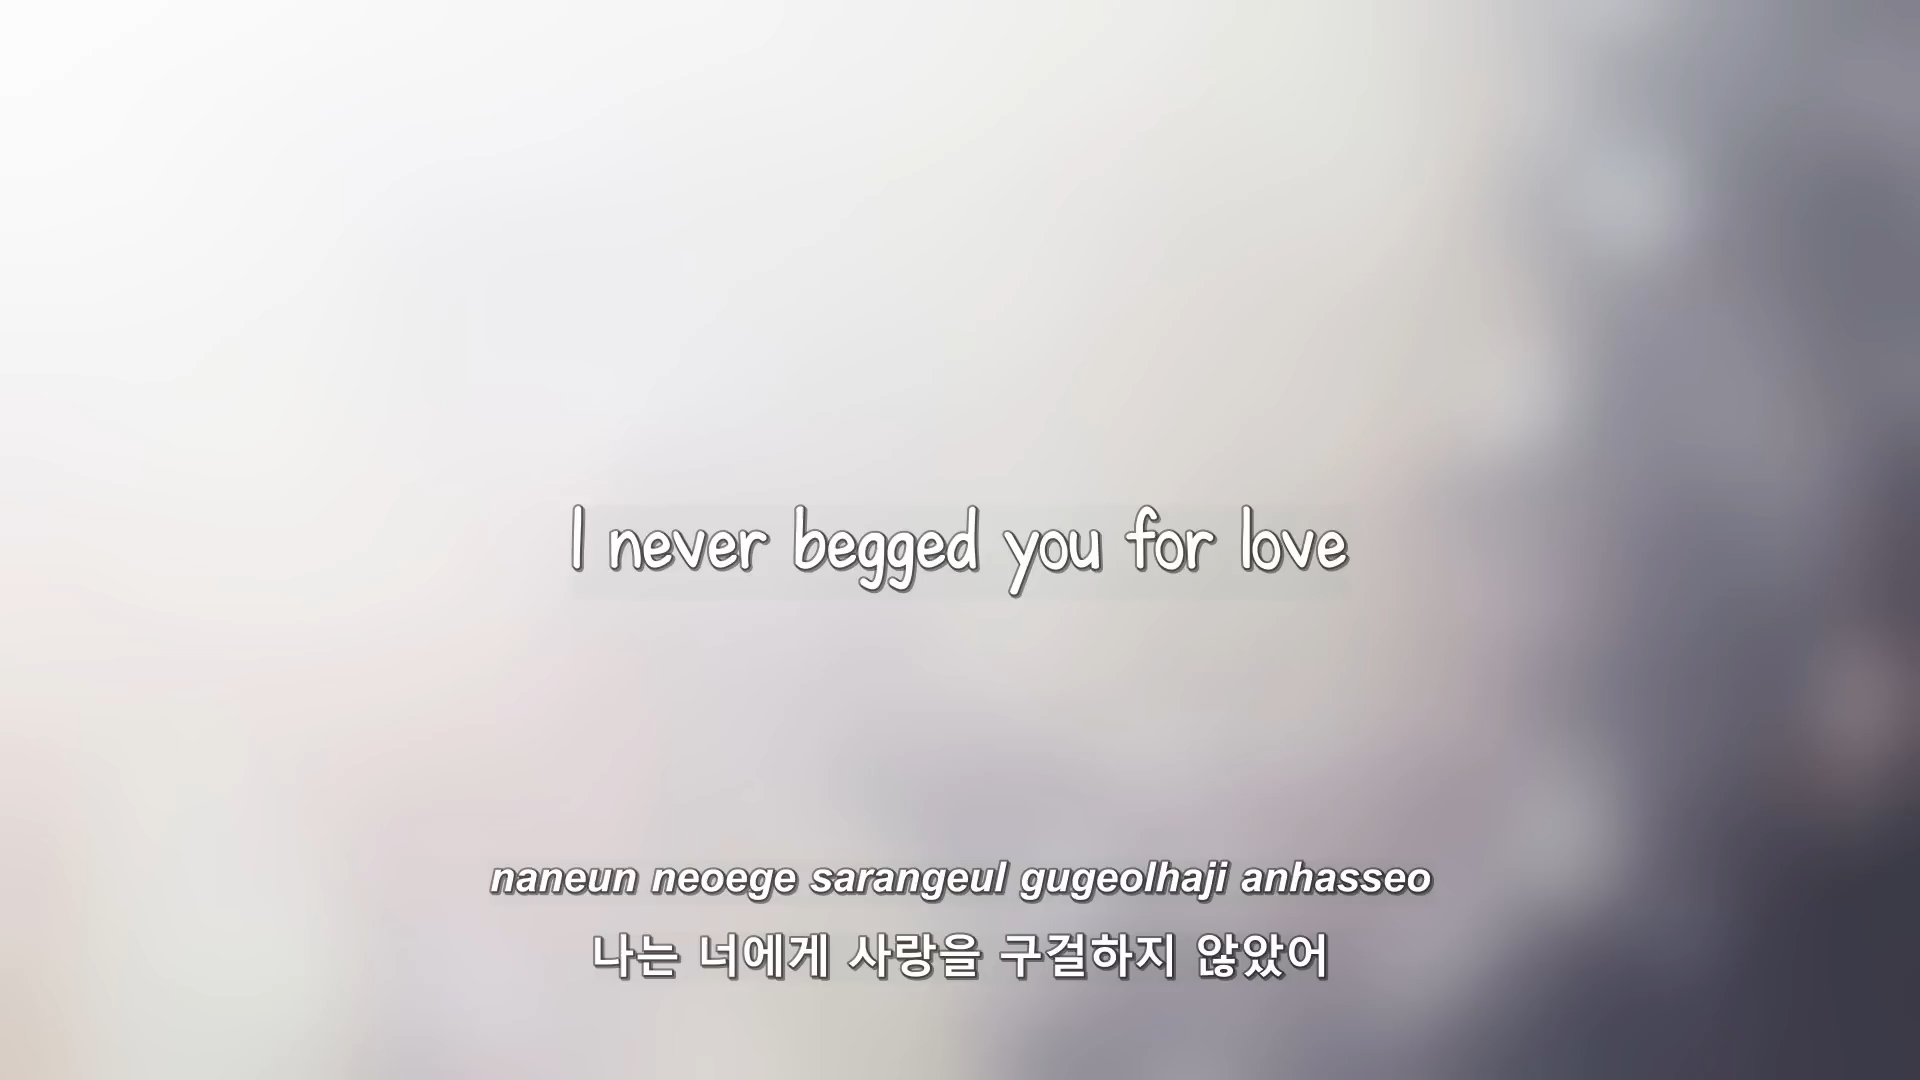 I never begged you for love
naneun neoege sarangeul gugeolhaji anhasseo
나는 너에게 사랑을 구걸하지 않았어